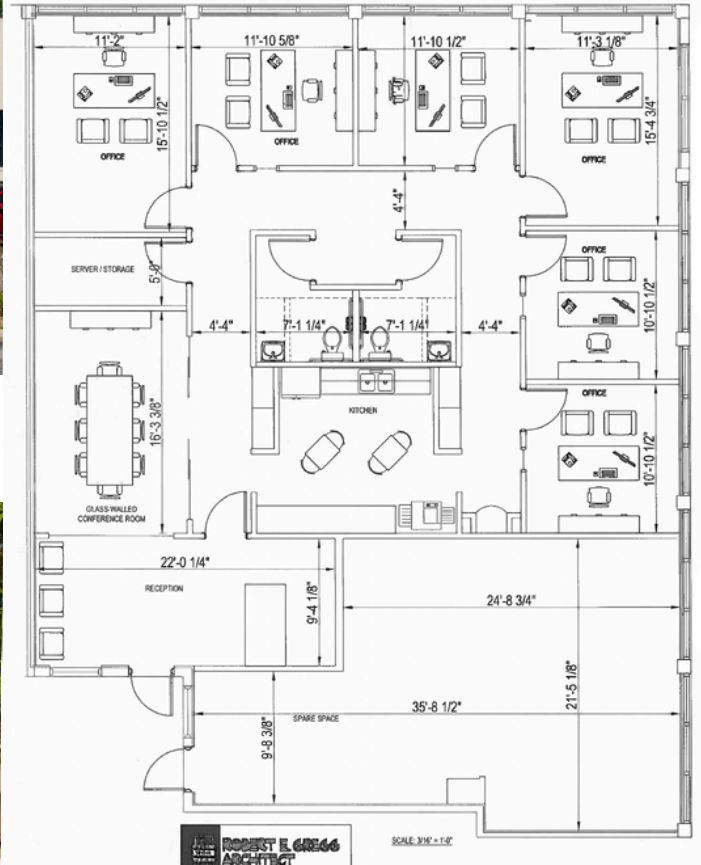 11'-2"
11'-10 5/8"
11'-10 1/2"
11'-3 1/8"
15'-10 1/2"
15'-4 3/4"
OFFICE
OFFICE
OFFICE
OFFICE
4'-4"
SERVER / STORAGE
OFFICE
10'-10 1/2"
4'-4"
7'-1 1/4"
7'-1 1/4"
4'-4"
OFFICE
KITCHEN
16'-3 3/8"
10'-10 1/2"
GLASS-WALLED
CONFERENCE ROOM
22'-0 1/4"
RECEPTION
9'-4 1/8"
24'-8 3/4"
21'-5 1/8"
35'-8 1/2"
SPARE SPACE
9'-8 3/8"
ROBERT E. GREGG
ARCHITECT
SCALE: 3/16" = 1'-0"